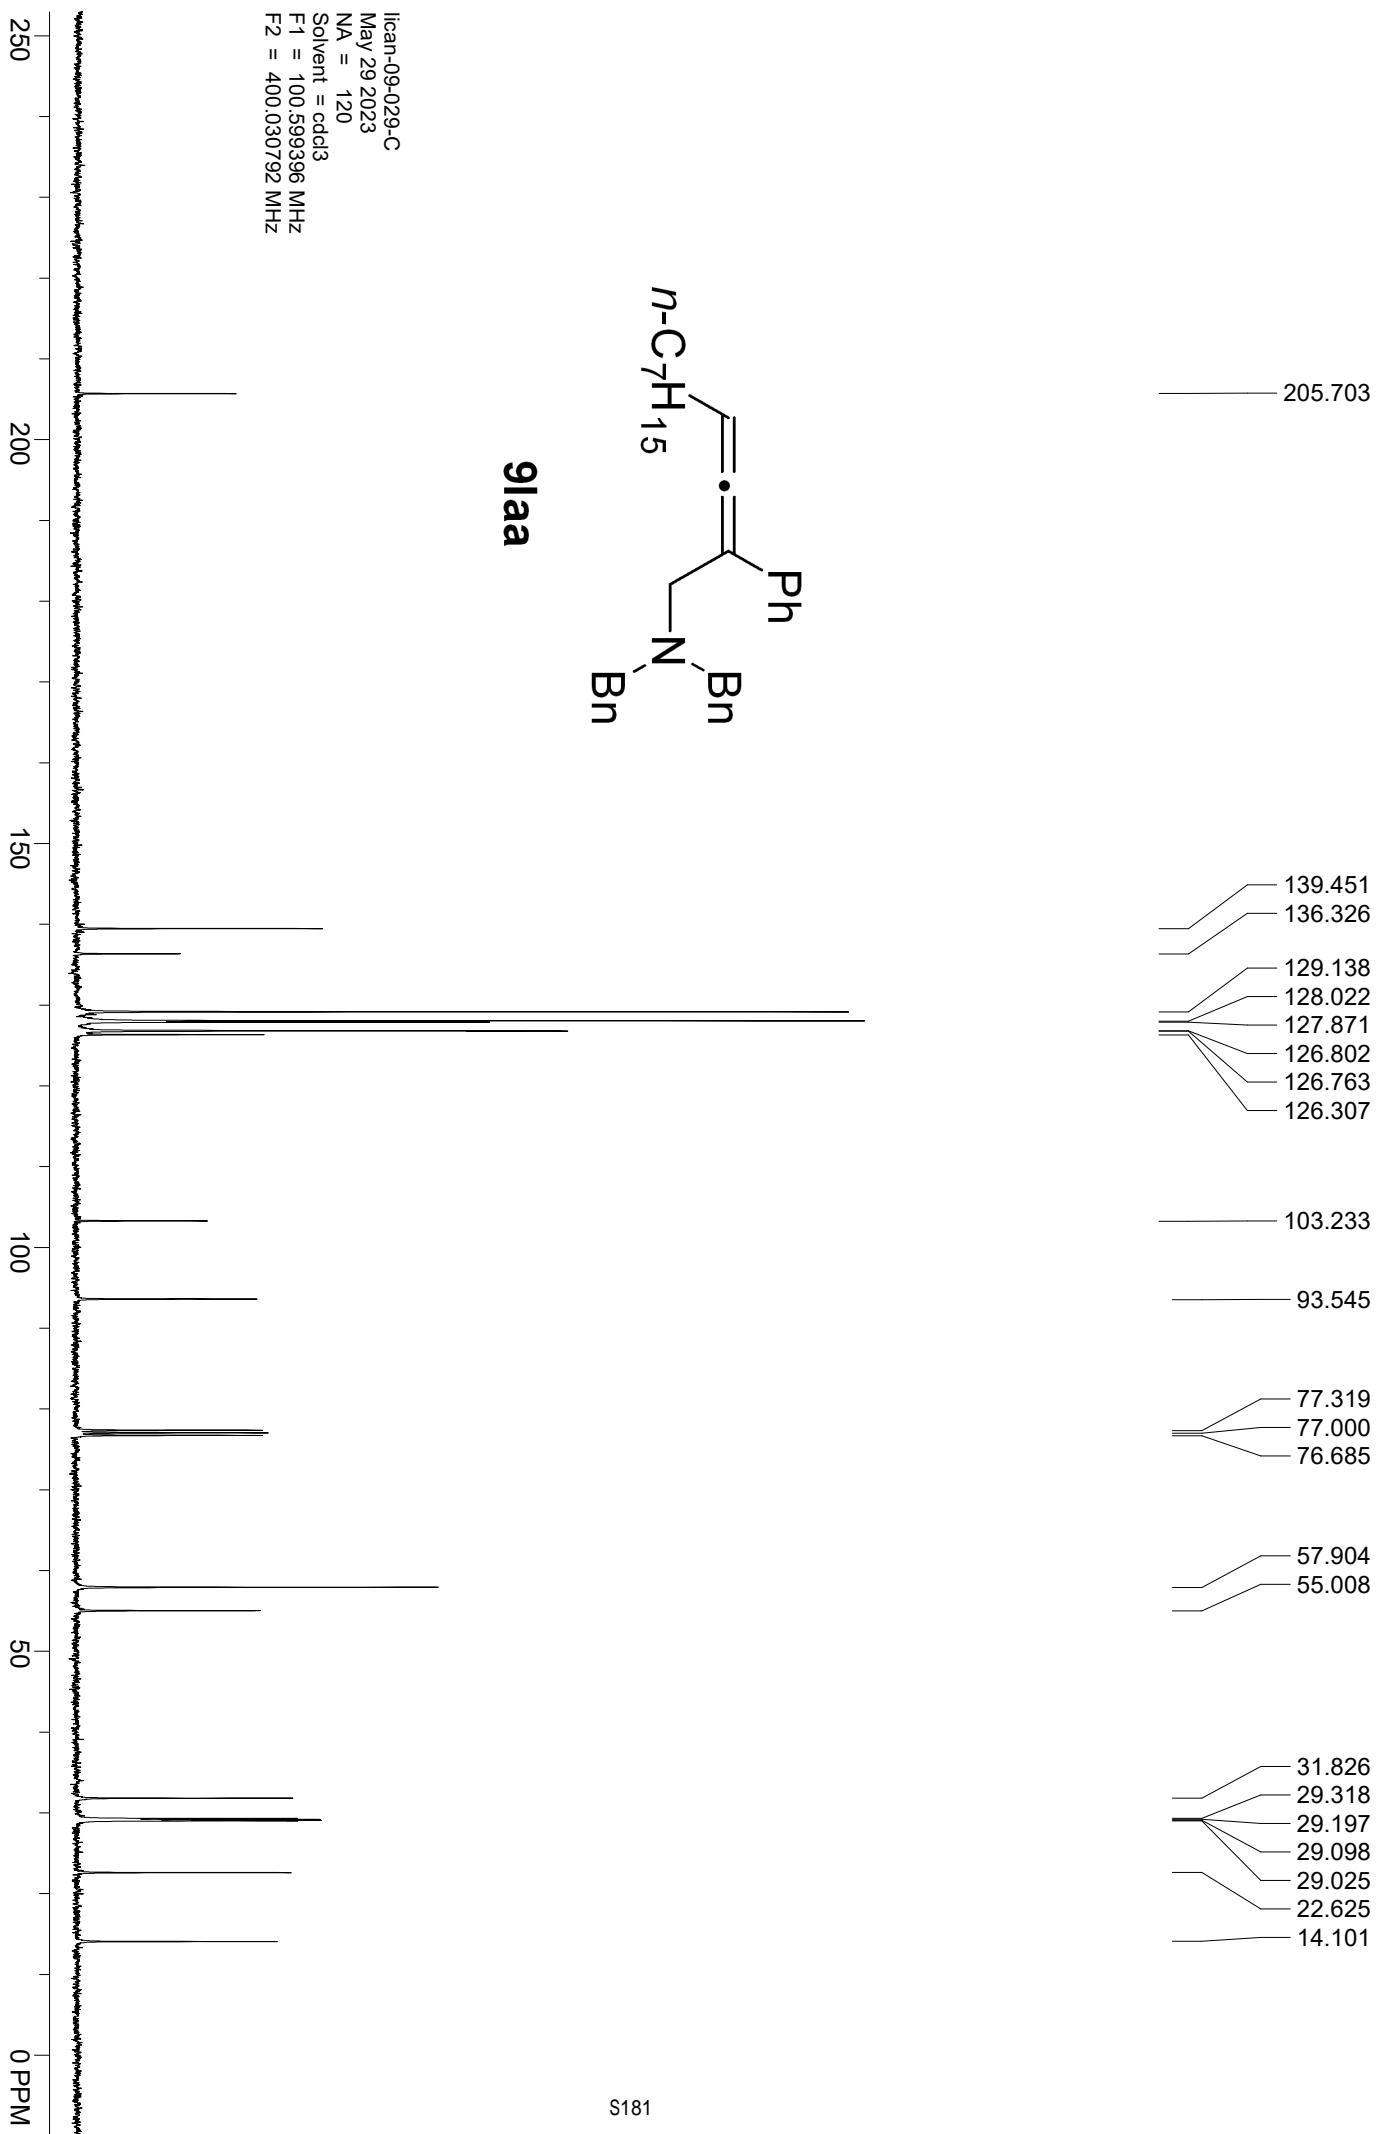 lican-09-029-C
May 29 2023
NA = 120
Solvent = cdcl3
F1 = 100.599396 MHz
F2 = 400.030792 MHz
n-C7H15
Ph
N
Bn
Bn
9laa
205.703
139.451
136.326
129.138
128.022
127.871
126.802
126.763
126.307
103.233
93.545
77.319
77.000
76.685
57.904
55.008
31.826
29.318
29.197
29.098
29.025
22.625
14.101
250 200 150 100 50 0 PPM
S181